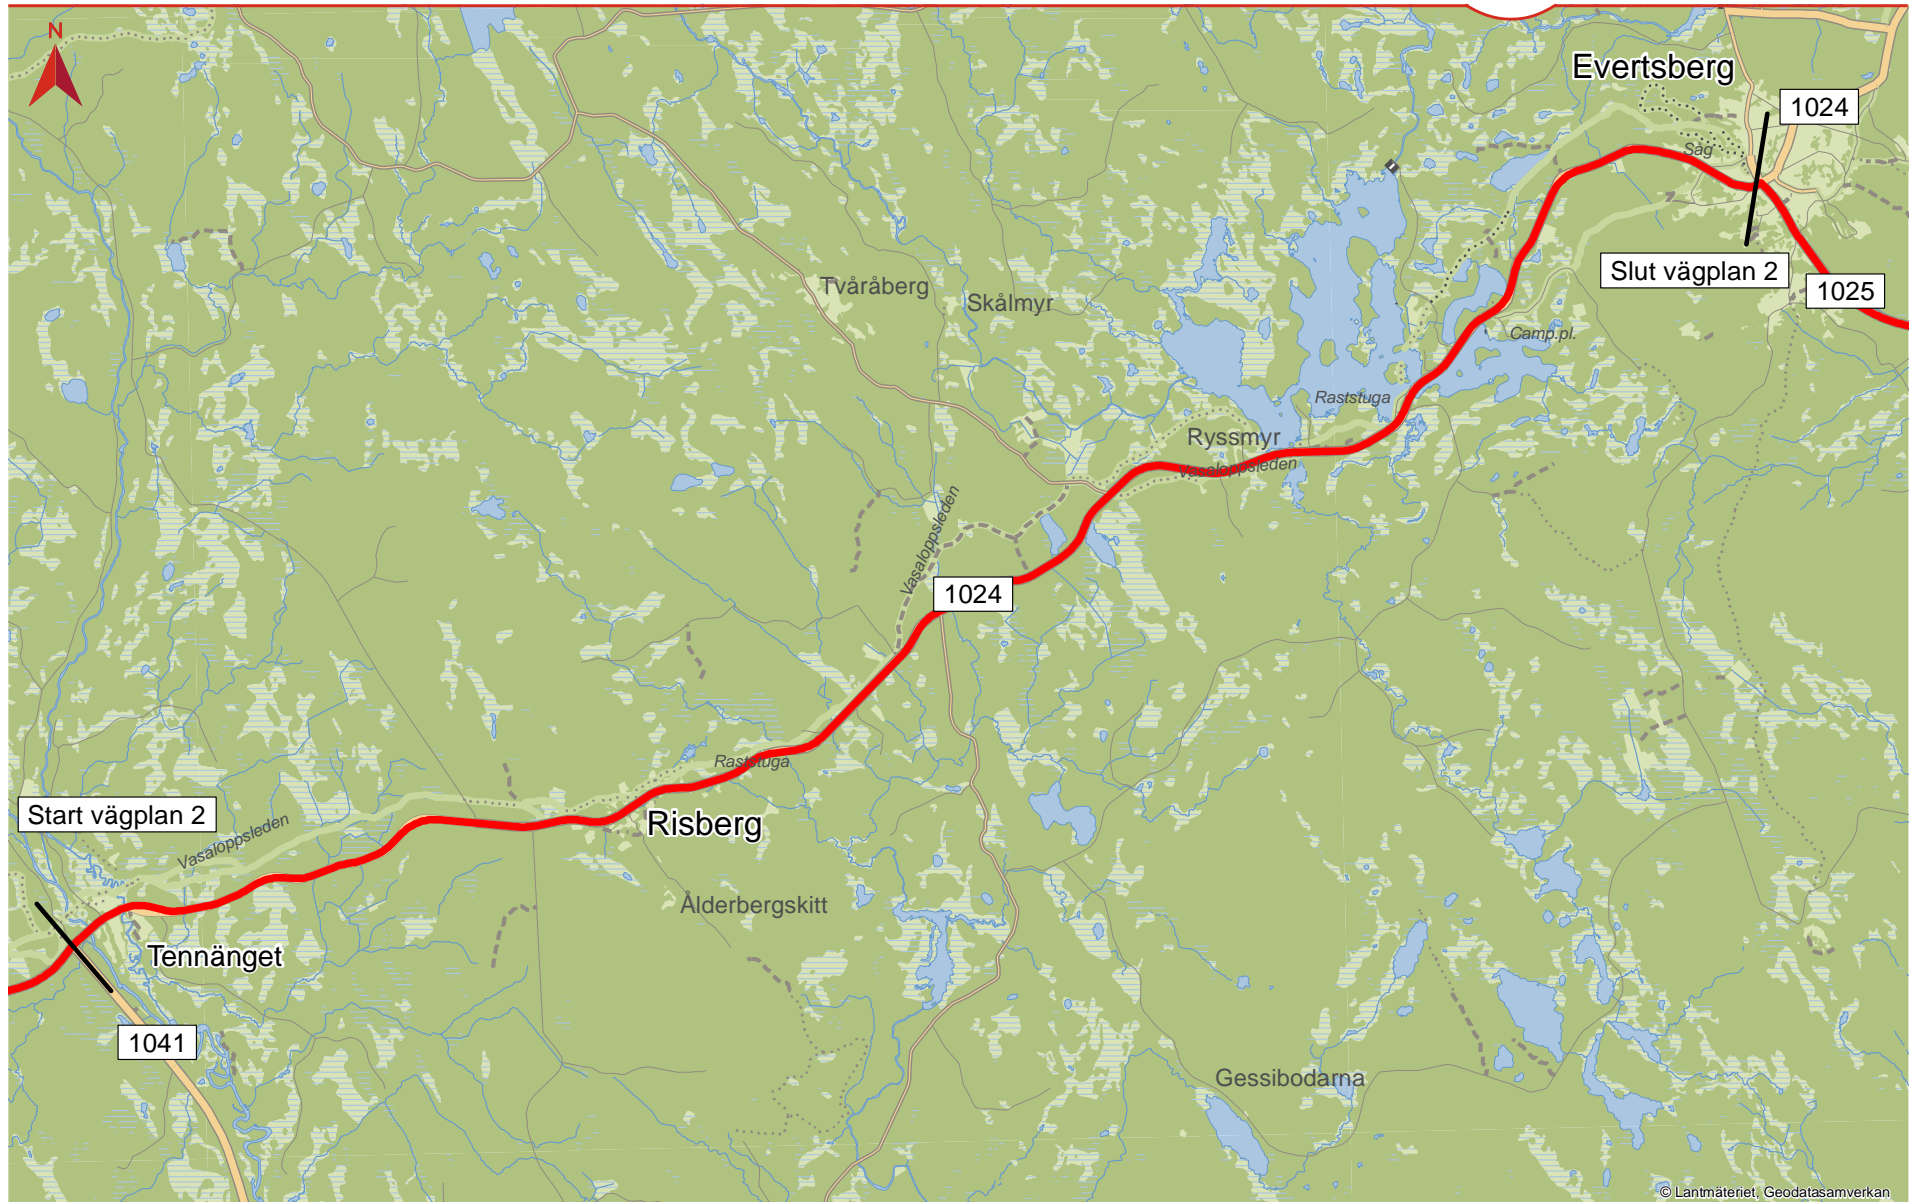 N
Evertsberg
1024
Såg
Slut vägplan 2
1025
Tvåråberg
Skålmyr
Camp.pl.
Raststuga
Ryssmyr
Vasaloppsleden
Vasaloppsleden
1024
Raststuga
Start vägplan 2
Risberg
Vasaloppsleden
Ålderbergskitt
Tennänget
1041
Gessibodarna
© Lantmäteriet, Geodatasamverkan